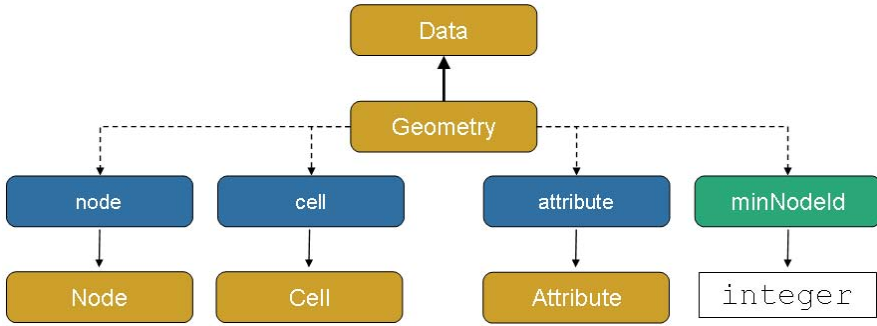 Data
Geometry
node
cell
attribute
minNodeId
Node
Cell
Attribute
integer